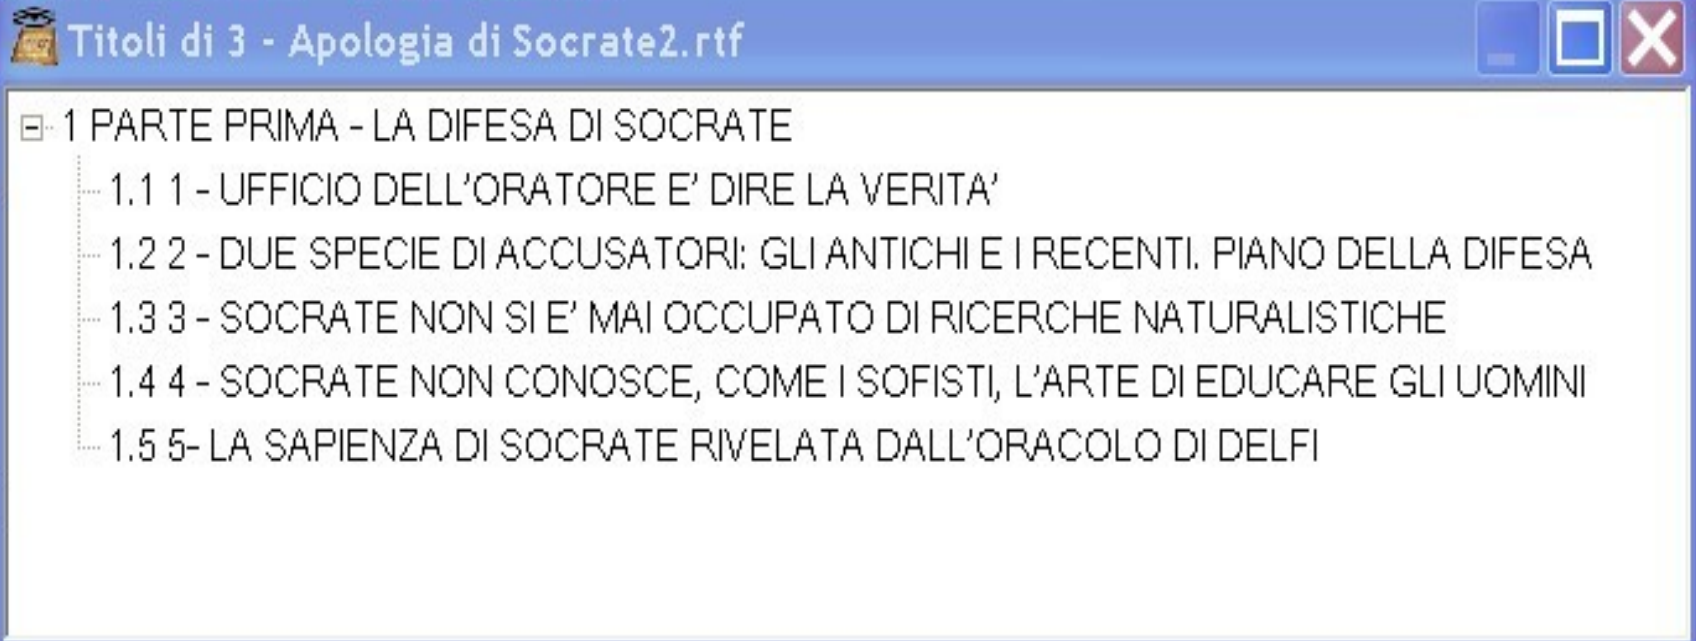 Titoli di 3 - Apologia di Socrate2.rtf
1 PARTE PRIMA - LA DIFESA DI SOCRATE
1.1 1 - UFFICIO DELL’ORATORE E’ DIRE LA VERITA’
1.2 2 - DUE SPECIE DI ACCUSATORI: GLI ANTICHI E I RECENTI. PIANO DELLA DIFESA
1.3 3 - SOCRATE NON SI E’ MAI OCCUPATO DI RICERCHE NATURALISTICHE
1.4 4 - SOCRATE NON CONOSCE, COME I SOFISTI, L’ARTE DI EDUCARE GLI UOMINI
1.5 5- LA SAPIENZA DI SOCRATE RIVELATA DALL’ORACOLO DI DELFI